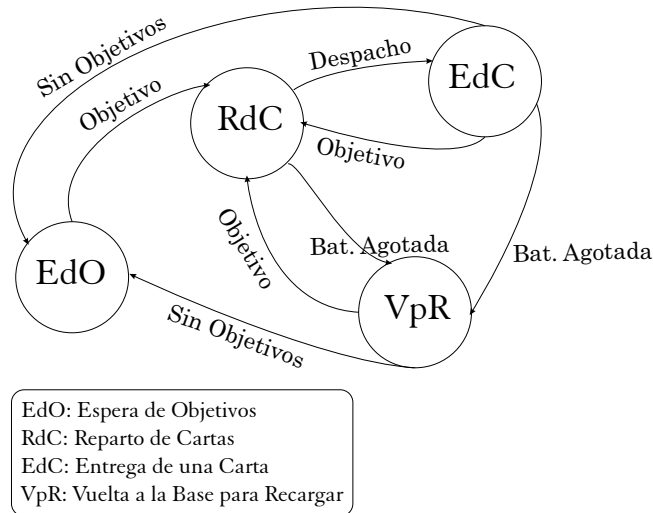 Sin Objetivos
Despacho
EdC
Objetivo
RdC
Objetivo
Objetivo
Bat. Agotada
Bat. Agotada
EdO
VpR
Sin Objetivos
EdO: Espera de Objetivos
RdC: Reparto de Cartas
EdC: Entrega de una Carta
VpR: Vuelta a la Base para Recargar